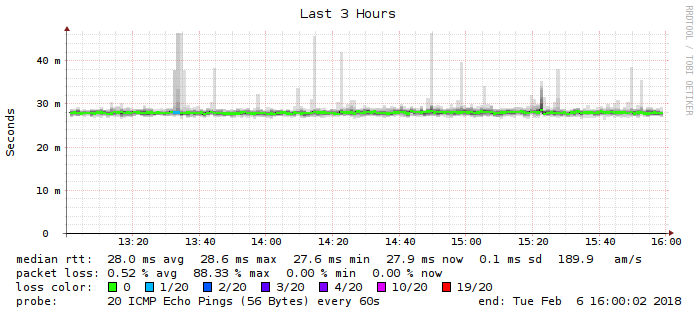 Last 3 Hours
RRDTOOL / TOBI OETIKER
Seconds
40 m
30 m
20 m
10 m
0
13:20 13:40 14:00 14:20 14:40 15:00 15:20 15:40 16:00
median rtt: 28.0 ms avg 28.6 ms max 27.6 ms min 27.9 ms now 0.1 ms sd 189.9 am/s
packet loss: 0.52 % avg 88.33 % max 0.00 % min 0.00 % now
loss color: 0 1/20 2/20 3/20 4/20 10/20 19/20
probe: 20 ICMP Echo Pings (56 Bytes) every 60s end: Tue Feb 6 16:00:02 2018